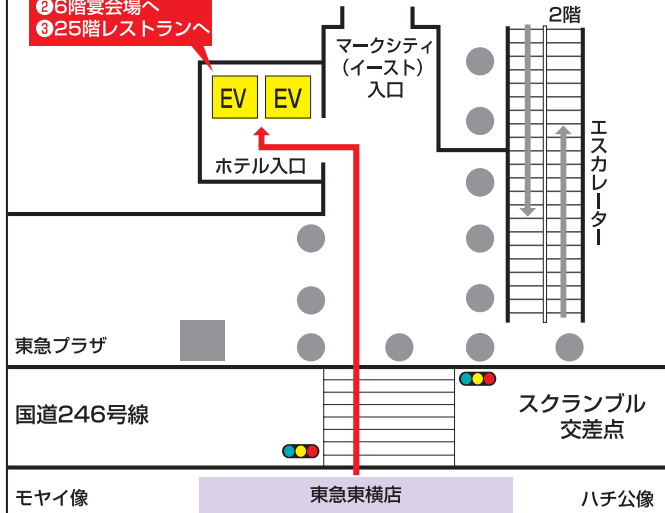 ❷6階宴会場へ
❸25階レストランへ
2階
マークシティ
（イースト）
入口
EV
EV
エスカレーター
ホテル入口
東急プラザ
国道246号線
スクランブル
交差点
モヤイ像
東急東横店
ハチ公像